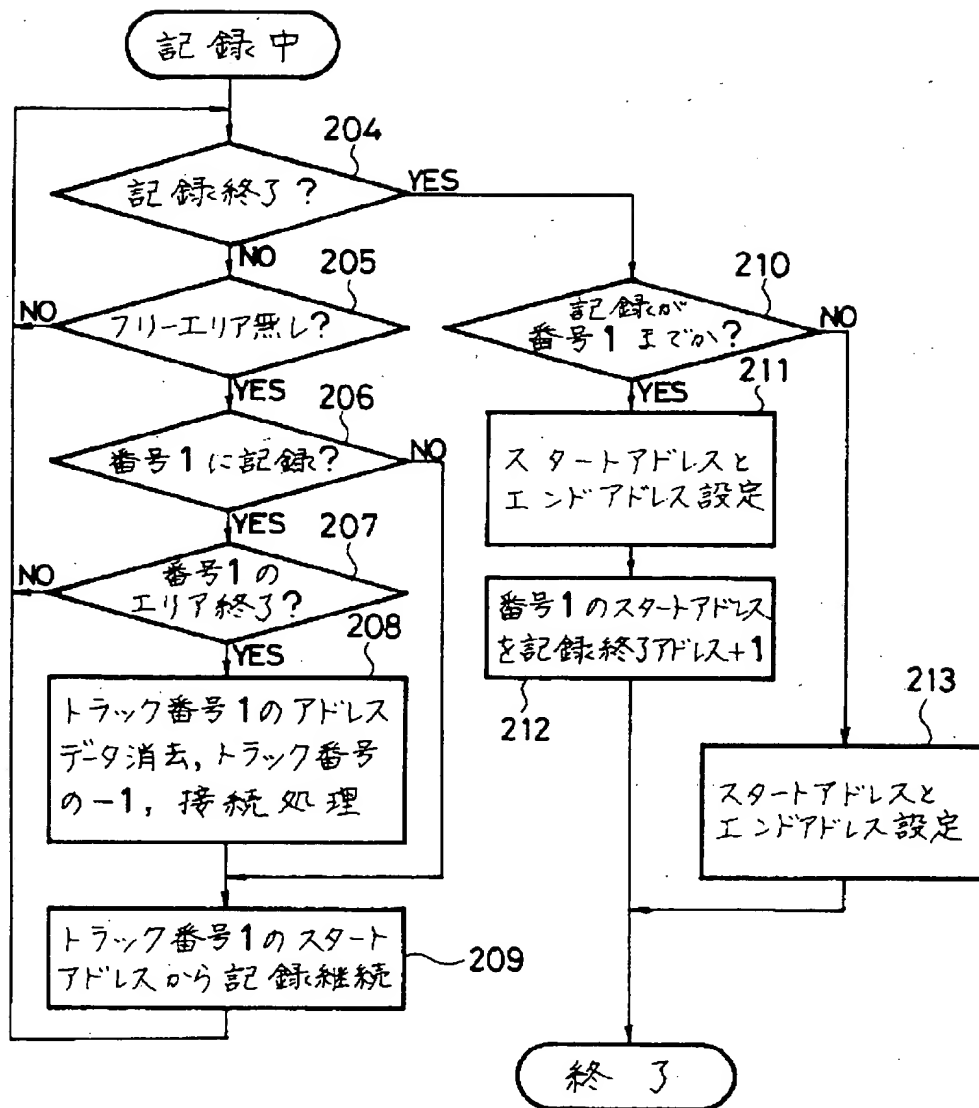 記録中
204
記録終了?
YES
NO
205
フリーエリア無し?
NO
YES
206
番号1に記録?
NO
YES
207
番号1の
エリア終了?
NO
YES
208
トラック番号1のアドレス
データ消去,トラック番号
の-1,接続処理
トラック番号1のスタート
アドレスから記録継続
209
210
記録が
番号1までか?
NO
YES
211
スタートアドレスと
エンドアドレス設定
番号1のスタートアドレス
を記録終了アドレス+1
212
213
スタートアドレスと
エンドアドレス設定
終了